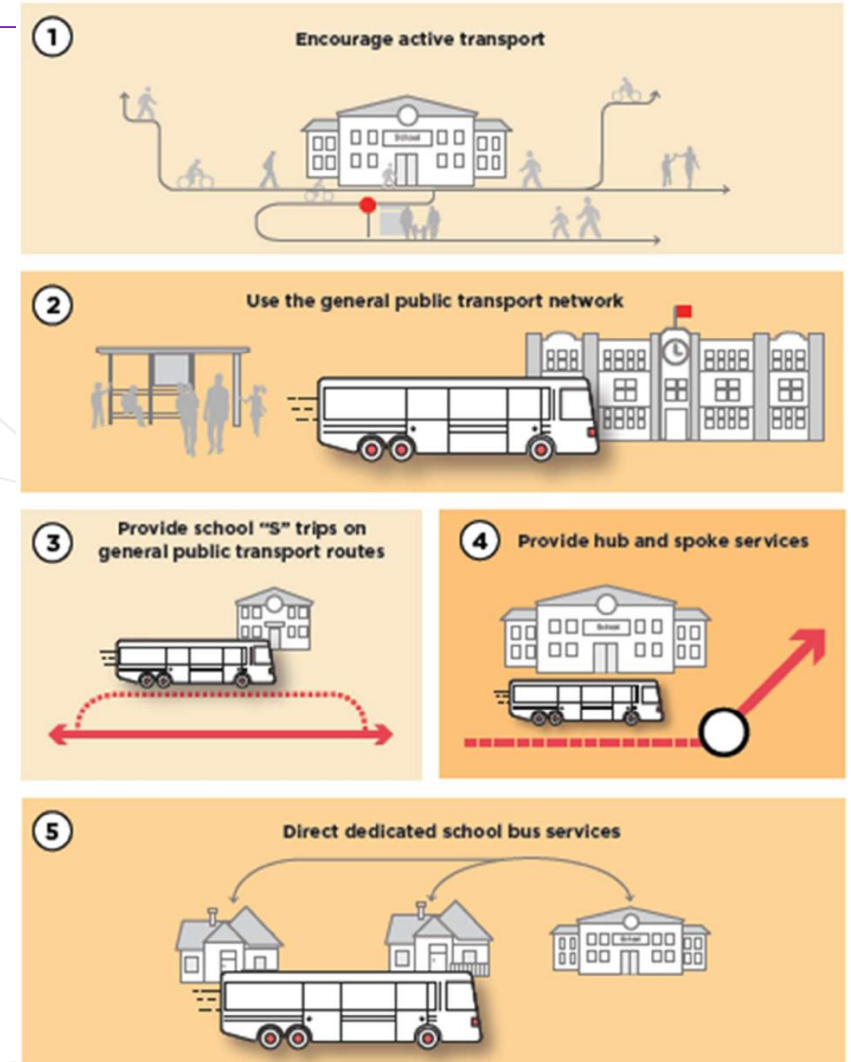 1
Encourage active transport
School
2
Use the general public transport network
3
Provide school “S” trips on
general public transport routes
4
Provide hub and spoke services
School
5
Direct dedicated school bus services
School